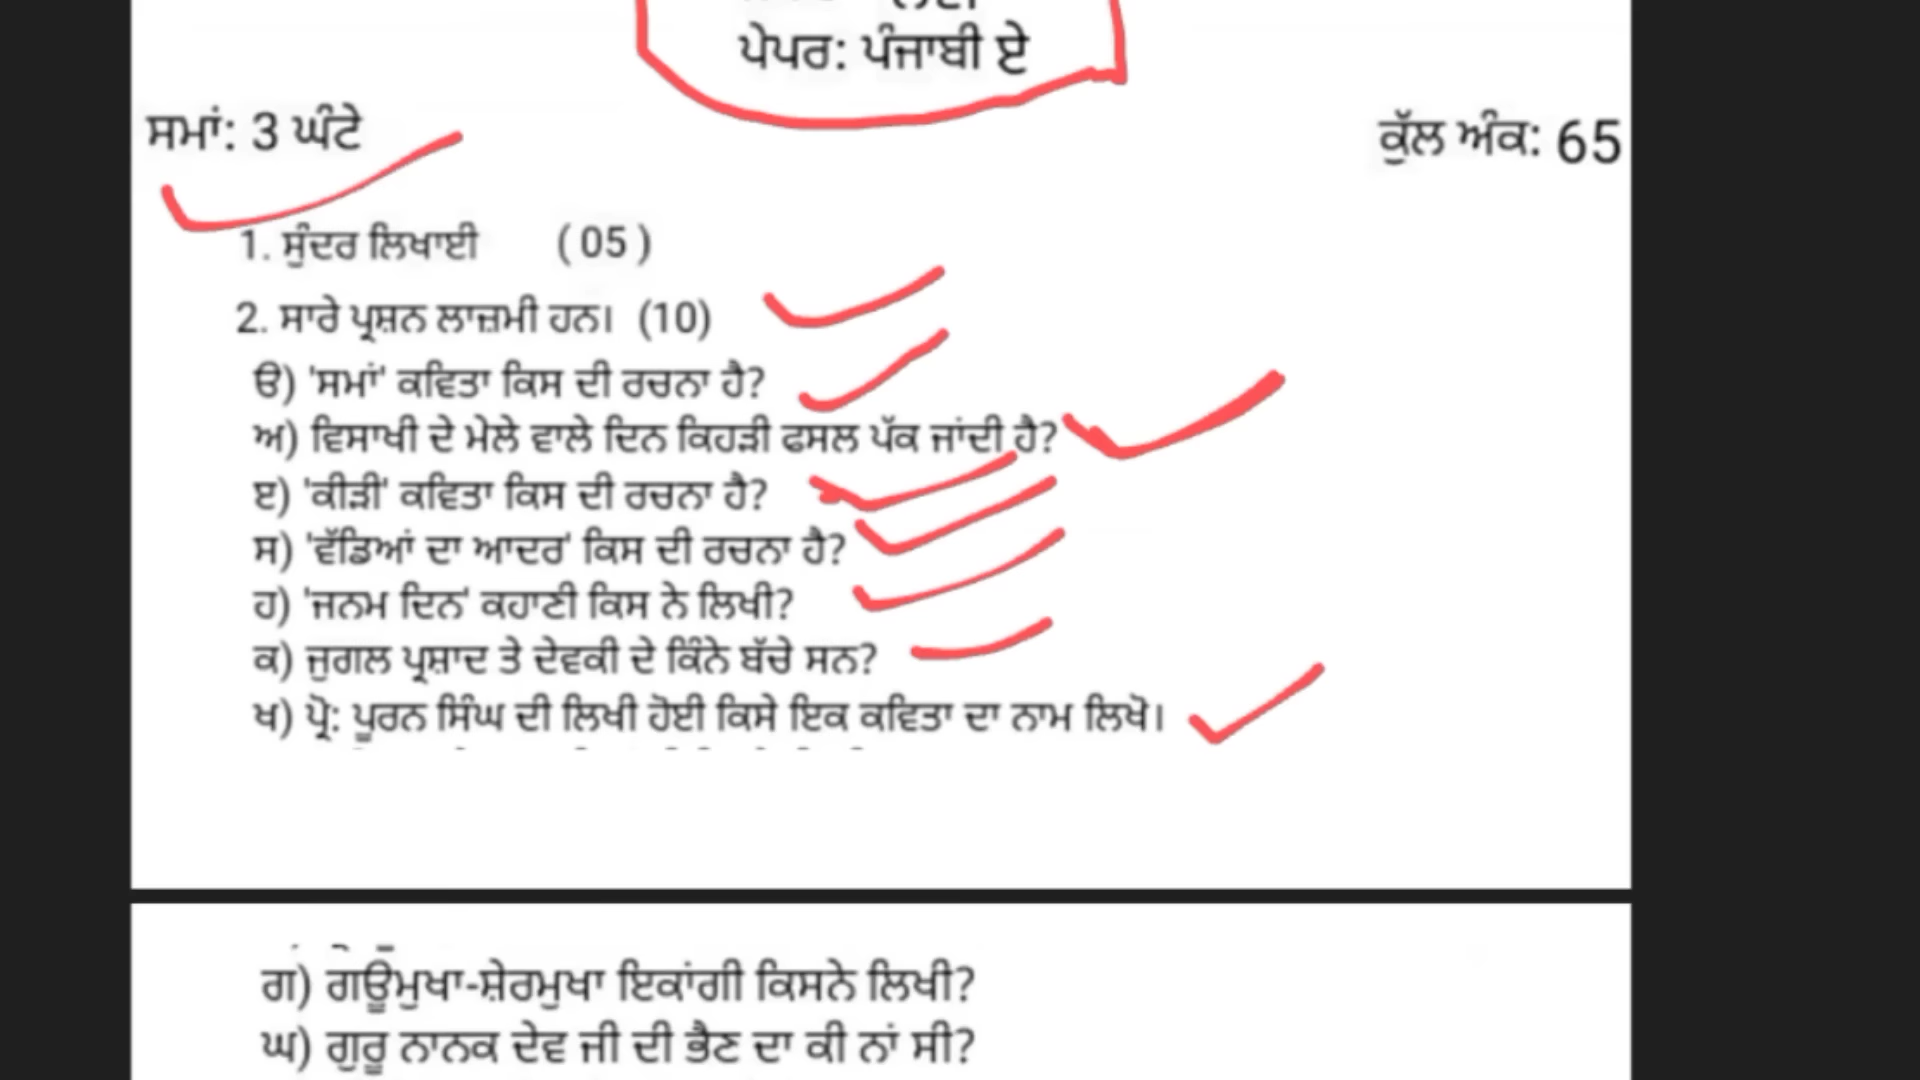 ਪੇਪਰ: ਪੰਜਾਬੀ ਏ
ਸਮਾਂ: 3 ਘੰਟੇ
ਕੁੱਲ ਅੰਕ: 65
1. ਸੁੰਦਰ ਲਿਖਾਈ ( 05 )
2. ਸਾਰੇ ਪ੍ਰਸ਼ਨ ਲਾਜ਼ਮੀ ਹਨ। (10)
ੳ) 'ਸਮਾਂ' ਕਵਿਤਾ ਕਿਸ ਦੀ ਰਚਨਾ ਹੈ?
ਅ) ਵਿਸਾਖੀ ਦੇ ਮੇਲੇ ਵਾਲੇ ਦਿਨ ਕਿਹੜੀ ਫਸਲ ਪੱਕ ਜਾਂਦੀ ਹੈ?
ੲ) 'ਕੀੜੀ' ਕਵਿਤਾ ਕਿਸ ਦੀ ਰਚਨਾ ਹੈ?
ਸ) 'ਵੱਡਿਆਂ ਦਾ ਆਦਰ' ਕਿਸ ਦੀ ਰਚਨਾ ਹੈ?
ਹ) 'ਜਨਮ ਦਿਨ' ਕਹਾਣੀ ਕਿਸ ਨੇ ਲਿਖੀ?
ਕ) ਜੁਗਲ ਪ੍ਰਸ਼ਾਦ ਤੇ ਦੇਵਕੀ ਦੇ ਕਿੰਨੇ ਬੱਚੇ ਸਨ?
ਖ) ਪ੍ਰੋ: ਪੂਰਨ ਸਿੰਘ ਦੀ ਲਿਖੀ ਹੋਈ ਕਿਸੇ ਇਕ ਕਵਿਤਾ ਦਾ ਨਾਮ ਲਿਖੋ।
ਗ) ਗਊਮੁਖਾ-ਸ਼ੇਰਮੁਖਾ ਇਕਾਂਗੀ ਕਿਸਨੇ ਲਿਖੀ?
ਘ) ਗੁਰੂ ਨਾਨਕ ਦੇਵ ਜੀ ਦੀ ਭੈਣ ਦਾ ਕੀ ਨਾਂ ਸੀ?